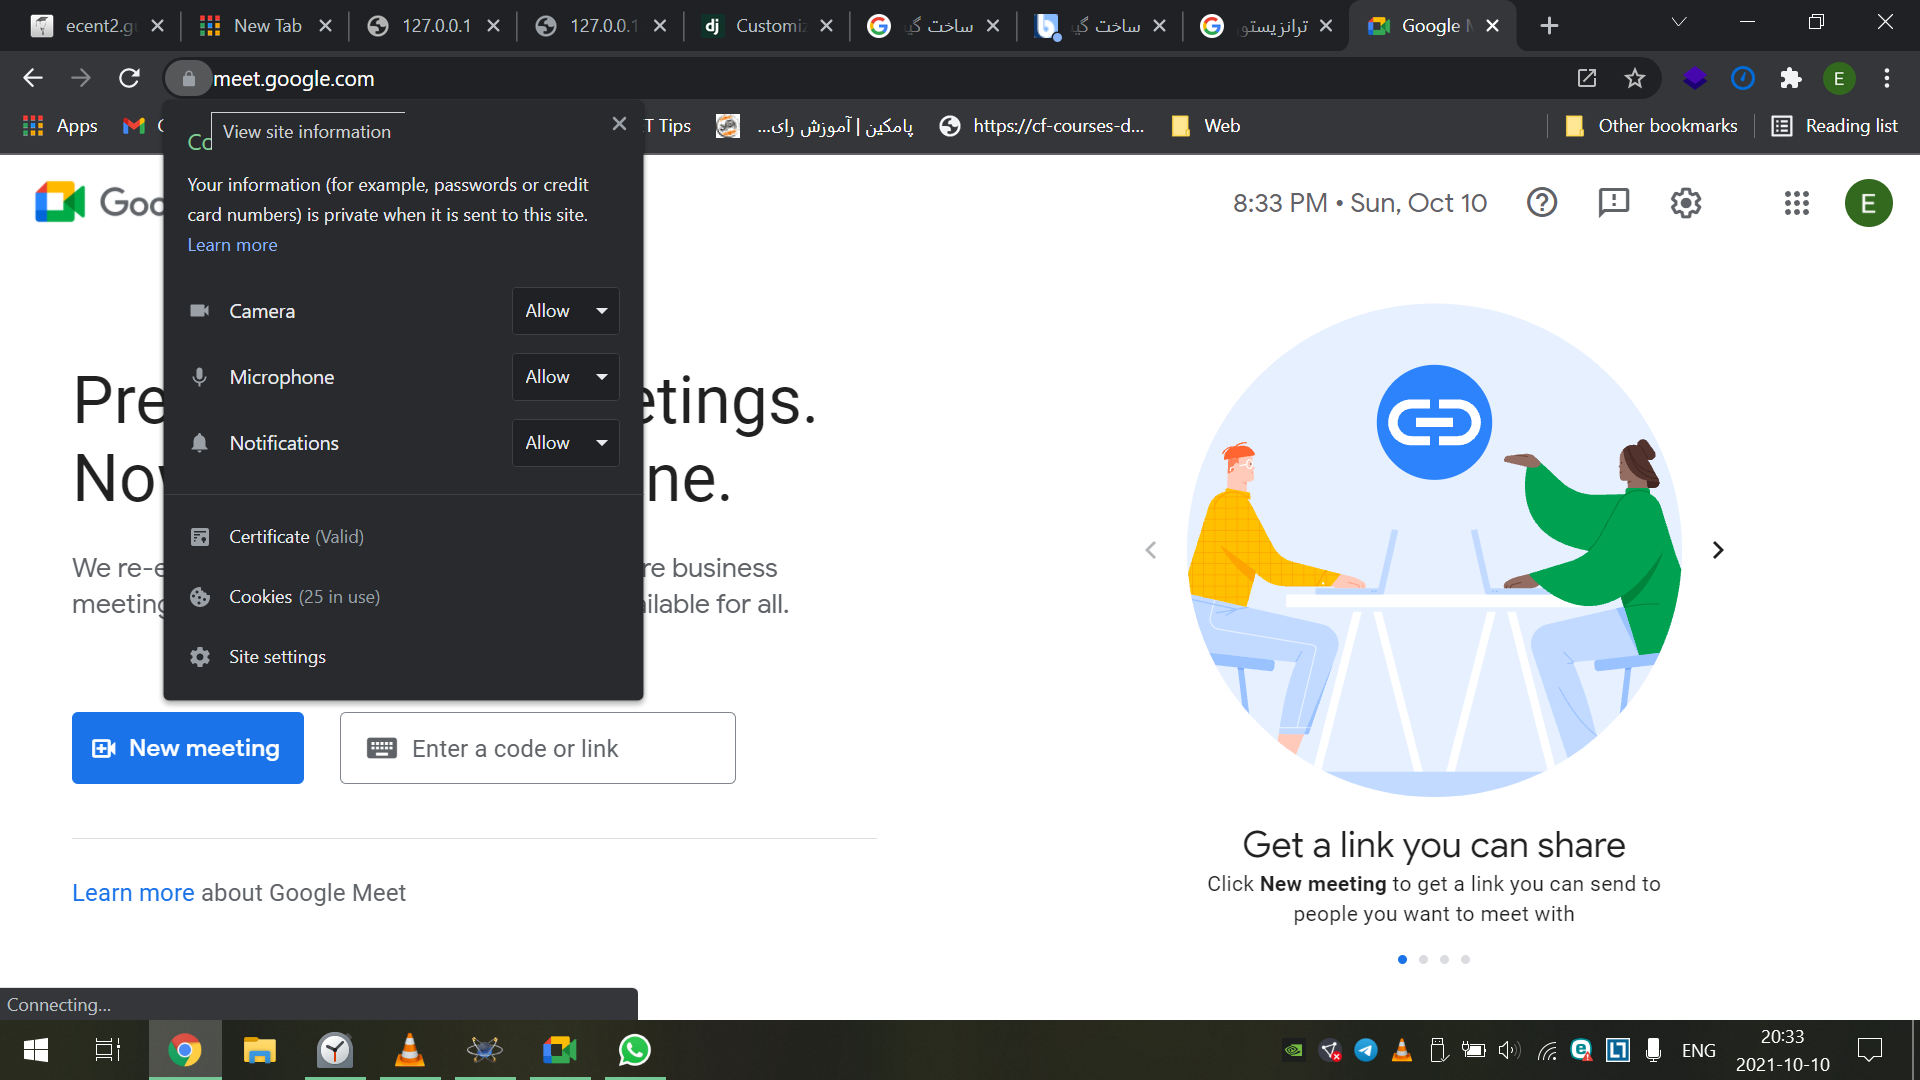 ecent2.g
New Tab
127.0.0.1
127.0.0.1
Customiz
ساخت گی
ساخت گی
ترانزیستور
Google M
meet.google.com
E
Apps
View site information
T Tips
پامکین | آموزش رای...
https://cf-courses-d...
Web
Other bookmarks
Reading list
Co
Your information (for example, passwords or credit
card numbers) is private when it is sent to this site.
Learn more
Camera
Allow
Microphone
Allow
Notifications
Allow
Certificate (Valid)
Cookies (25 in use)
Site settings
Goo
8:33 PM • Sun, Oct 10
E
Pre etings.
Nov ne.
We re-e re business
meeting ilable for all.
New meeting
Enter a code or link
Learn more about Google Meet
Get a link you can share
Click New meeting to get a link you can send to
people you want to meet with
Connecting...
ENG
20:33
2021-10-10